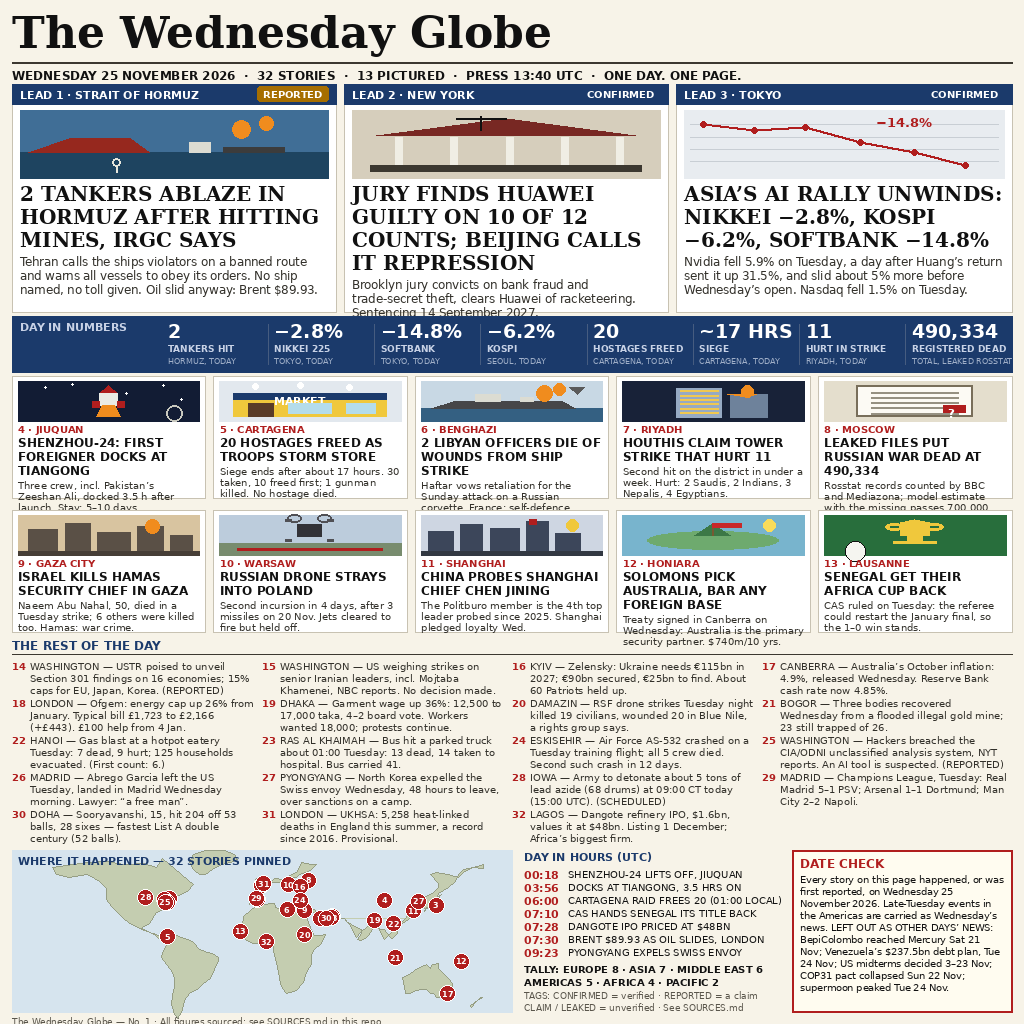 The Wednesday Globe
WEDNESDAY 25 NOVEMBER 2026 · 32 STORIES · 13 PICTURED · PRESS 13:40 UTC · ONE DAY. ONE PAGE.
LEAD 1 · STRAIT OF HORMUZ
REPORTED
2 TANKERS ABLAZE IN
HORMUZ AFTER HITTING
MINES, IRGC SAYS
Tehran calls the ships violators on a banned route
and warns all vessels to obey its orders. No ship
named, no toll given. Oil slid anyway: Brent $89.93.
LEAD 2 · NEW YORK
CONFIRMED
JURY FINDS HUAWEI
GUILTY ON 10 OF 12
COUNTS; BEIJING CALLS
IT REPRESSION
Brooklyn jury convicts on bank fraud and
trade-secret theft, clears Huawei of racketeering.
Sentencing 14 September 2027.
LEAD 3 · TOKYO
CONFIRMED
−14.8%
ASIA’S AI RALLY UNWINDS:
NIKKEI −2.8%, KOSPI
−6.2%, SOFTBANK −14.8%
Nvidia fell 5.9% on Tuesday, a day after Huang’s return
sent it up 31.5%, and slid about 5% more before
Wednesday’s open. Nasdaq fell 1.5% on Tuesday.
DAY IN NUMBERS
2
TANKERS HIT
HORMUZ, TODAY
−2.8%
NIKKEI 225
TOKYO, TODAY
−14.8%
SOFTBANK
TOKYO, TODAY
−6.2%
KOSPI
SEOUL, TODAY
20
HOSTAGES FREED
CARTAGENA, TODAY
~17 HRS
SIEGE
CARTAGENA, TODAY
11
HURT IN STRIKE
RIYADH, TODAY
490,334
REGISTERED DEAD
TOTAL, LEAKED ROSSTAT
4 · JIUQUAN
SHENZHOU-24: FIRST
FOREIGNER DOCKS AT
TIANGONG
Three crew, incl. Pakistan’s
Zeeshan Ali, docked 3.5 h after
launch. Stay: 5–10 days.
MARKET
5 · CARTAGENA
20 HOSTAGES FREED AS
TROOPS STORM STORE
Siege ends after about 17 hours. 30
taken, 10 freed first; 1 gunman
killed. No hostage died.
6 · BENGHAZI
2 LIBYAN OFFICERS DIE OF
WOUNDS FROM SHIP
STRIKE
Haftar vows retaliation for the
Sunday attack on a Russian
corvette. France: self-defence.
7 · RIYADH
HOUTHIS CLAIM TOWER
STRIKE THAT HURT 11
Second hit on the district in under a
week. Hurt: 2 Saudis, 2 Indians, 3
Nepalis, 4 Egyptians.
?
8 · MOSCOW
LEAKED FILES PUT
RUSSIAN WAR DEAD AT
490,334
Rosstat records counted by BBC
and Mediazona; model estimate
with the missing passes 700,000.
9 · GAZA CITY
ISRAEL KILLS HAMAS
SECURITY CHIEF IN GAZA
Naeem Abu Nahal, 50, died in a
Tuesday strike; 6 others were killed
too. Hamas: war crime.
10 · WARSAW
RUSSIAN DRONE STRAYS
INTO POLAND
Second incursion in 4 days, after 3
missiles on 20 Nov. Jets cleared to
fire but held off.
11 · SHANGHAI
CHINA PROBES SHANGHAI
CHIEF CHEN JINING
The Politburo member is the 4th top
leader probed since 2025. Shanghai
pledged loyalty Wed.
12 · HONIARA
SOLOMONS PICK
AUSTRALIA, BAR ANY
FOREIGN BASE
Treaty signed in Canberra on
Wednesday: Australia is the primary
security partner. $740m/10 yrs.
13 · LAUSANNE
SENEGAL GET THEIR
AFRICA CUP BACK
CAS ruled on Tuesday: the referee
could restart the January final, so
the 1–0 win stands.
THE REST OF THE DAY
14 WASHINGTON — USTR poised to unveil
Section 301 findings on 16 economies; 15%
caps for EU, Japan, Korea. (REPORTED)
15 WASHINGTON — US weighing strikes on
senior Iranian leaders, incl. Mojtaba
Khamenei, NBC reports. No decision made.
16 KYIV — Zelensky: Ukraine needs €115bn in
2027; €90bn secured, €25bn to find. About
60 Patriots held up.
17 CANBERRA — Australia’s October inflation:
4.9%, released Wednesday. Reserve Bank
cash rate now 4.85%.
18 LONDON — Ofgem: energy cap up 26% from
January. Typical bill £1,723 to £2,166
(+£443). £100 help from 4 Jan.
19 DHAKA — Garment wage up 36%: 12,500 to
17,000 taka, 4–2 board vote. Workers
wanted 18,000; protests continue.
20 DAMAZIN — RSF drone strikes Tuesday night
killed 19 civilians, wounded 20 in Blue Nile,
a rights group says.
21 BOGOR — Three bodies recovered
Wednesday from a flooded illegal gold mine;
23 still trapped of 26.
22 HANOI — Gas blast at a hotpot eatery
Tuesday: 7 dead, 9 hurt; 125 households
evacuated. (First count: 6.)
23 RAS AL KHAIMAH — Bus hit a parked truck
about 01:00 Tuesday: 13 dead, 14 taken to
hospital. Bus carried 41.
24 ESKISEHIR — Air Force AS-532 crashed on a
Tuesday training flight; all 5 crew died.
Second such crash in 12 days.
25 WASHINGTON — Hackers breached the
CIA/ODNI unclassified analysis system, NYT
reports. An AI tool is suspected. (REPORTED)
26 MADRID — Abrego Garcia left the US
Tuesday, landed in Madrid Wednesday
morning. Lawyer: “a free man”.
27 PYONGYANG — North Korea expelled the
Swiss envoy Wednesday, 48 hours to leave,
over sanctions on a camp.
28 IOWA — Army to detonate about 5 tons of
lead azide (68 drums) at 09:00 CT today
(15:00 UTC). (SCHEDULED)
29 MADRID — Champions League, Tuesday: Real
Madrid 5–1 PSV; Arsenal 1–1 Dortmund; Man
City 2–2 Napoli.
30 DOHA — Sooryavanshi, 15, hit 204 off 53
balls, 28 sixes — fastest List A double
century (52 balls).
31 LONDON — UKHSA: 5,258 heat-linked
deaths in England this summer, a record
since 2016. Provisional.
32 LAGOS — Dangote refinery IPO, $1.6bn,
values it at $48bn. Listing 1 December;
Africa’s biggest firm.
WHERE IT HAPPENED — 32 STORIES PINNED
31
10
8
16
28
25
29
24
4
27
11
3
6
9
30
19
22
5
13
32
20
21
12
17
DAY IN HOURS (UTC)
00:18 SHENZHOU-24 LIFTS OFF, JIUQUAN
03:56 DOCKS AT TIANGONG, 3.5 HRS ON
06:00 CARTAGENA RAID FREES 20 (01:00 LOCAL)
07:10 CAS HANDS SENEGAL ITS TITLE BACK
07:28 DANGOTE IPO PRICED AT $48BN
07:30 BRENT $89.93 AS OIL SLIDES, LONDON
09:23 PYONGYANG EXPELS SWISS ENVOY
TALLY: EUROPE 8 · ASIA 7 · MIDDLE EAST 6
AMERICAS 5 · AFRICA 4 · PACIFIC 2
TAGS: CONFIRMED = verified · REPORTED = a claim
CLAIM / LEAKED = unverified · See SOURCES.md
DATE CHECK
Every story on this page happened, or was
first reported, on Wednesday 25
November 2026. Late-Tuesday events in
the Americas are carried as Wednesday’s
news. LEFT OUT AS OTHER DAYS’ NEWS:
BepiColombo reached Mercury Sat 21
Nov; Venezuela’s $237.5bn debt plan, Tue
24 Nov; US midterms decided 3–23 Nov;
COP31 pact collapsed Sun 22 Nov;
supermoon peaked Tue 24 Nov.
The Wednesday Globe — No. 1 · All figures sourced: see SOURCES.md in this repo